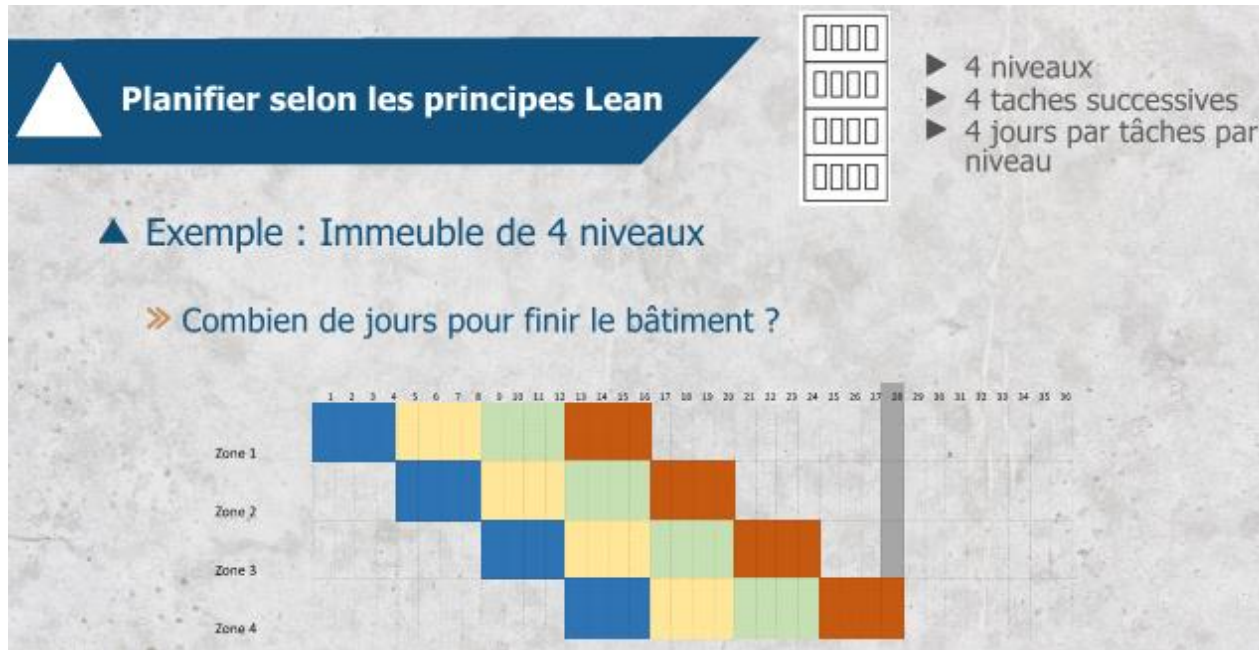 Planifier selon les principes Lean
4 niveaux
4 taches successives
4 jours par tâches par
niveau
Exemple : Immeuble de 4 niveaux
Combien de jours pour finir le bâtiment ?
1 2 3 4 5 6 7 8 9 10 11 12 13 14 15 16 17 18 19 20 21 22 23 24 25 26 27 28 29 30 31 32 33 34 35 36
Zone 1
Zone 2
Zone 3
Zone 4